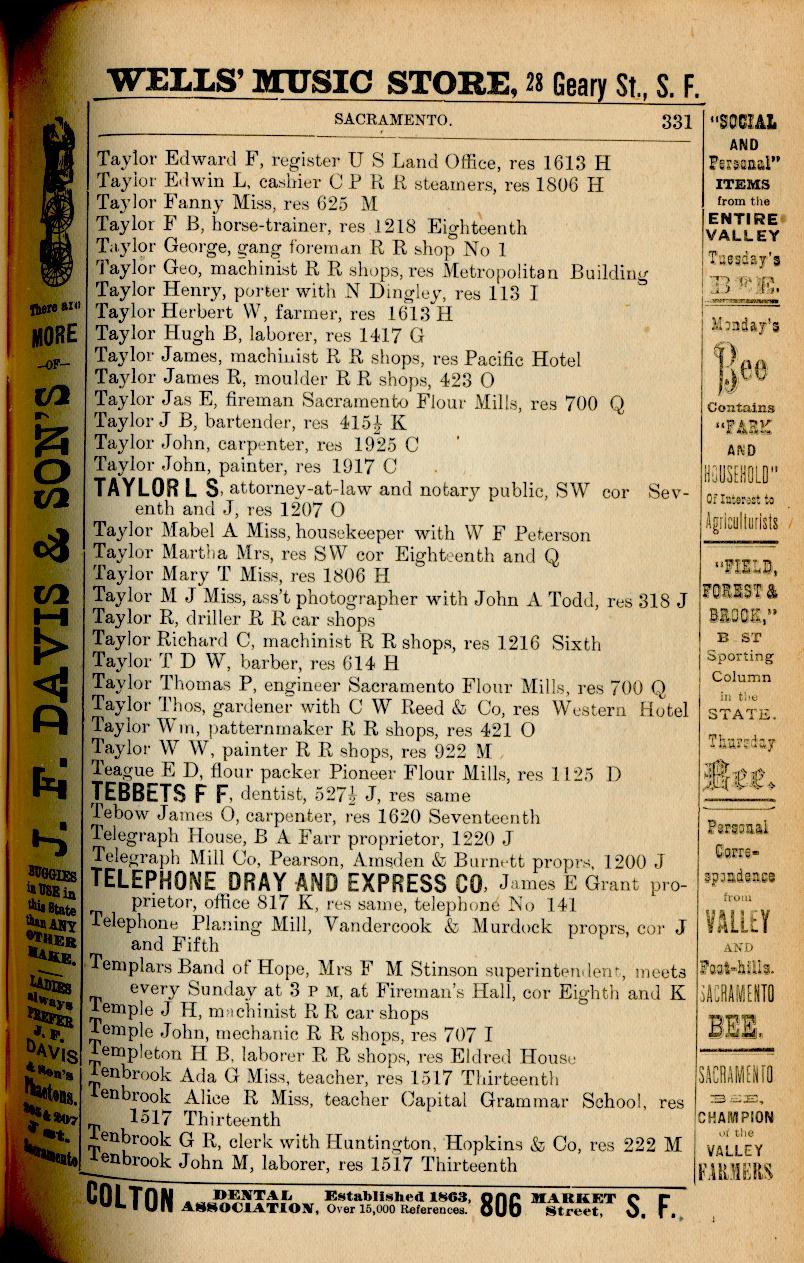 WELLS' MUSIC STORE, 28 Geary St., S. F.
SACRAMENTO. 331
Taylor Edward F, register U S Land Office, res 1613 H
Taylor Edwin L, cashier C P R R steamers, res 1806 H
Taylor Fanny Miss, res 625 M
Taylor F B, horse-trainer, res 1218 Eighteenth
Taylor George, gang foreman R R shop No 1
Taylor Geo, machinist R R shops, res Metropolitan Building
Taylor Henry, porter with N Dingley, res 113 I
Taylor Herbert W, farmer, res 1613 H
Taylor Hugh B, laborer, res 1417 G
Taylor James, machinist R R shops, res Pacific Hotel
Taylor James R, moulder R R shops, 423 O
Taylor Jas E, fireman Sacramento Flour Mills, res 700 Q
Taylor J B, bartender, res 415½ K
Taylor John, carpenter, res 1925 C
Taylor John, painter, res 1917 C
TAYLOR L S, attorney-at-law and notary public, SW cor Sev-
enth and J, res 1207 O
Taylor Mabel A Miss, housekeeper with W F Peterson
Taylor Martha Mrs, res SW cor Eighteenth and Q
Taylor Mary T Miss, res 1806 H
Taylor M J Miss, ass't photographer with John A Todd, res 318 J
Taylor R, driller R R car shops
Taylor Richard C, machinist R R shops, res 1216 Sixth
Taylor T D W, barber, res 614 H
Taylor Thomas P, engineer Sacramento Flour Mills, res 700 Q
Taylor Thos, gardener with C W Reed & Co, res Western Hotel
Taylor Wm, patternmaker R R shops, res 421 O
Taylor W W, painter R R shops, res 922 M
Teague E D, flour packer Pioneer Flour Mills, res 1125 D
TEBBETS F F, dentist, 527½ J, res same
Tebow James O, carpenter, res 1620 Seventeenth
Telegraph House, B A Farr proprietor, 1220 J
Telegraph Mill Co, Pearson, Amsden & Burnett proprs, 1200 J
TELEPHONE DRAY AND EXPRESS CO, James E Grant pro-
prietor, office 817 K, res same, telephone No 141
Telephone Planing Mill, Vandercook & Murdock proprs, cor J
and Fifth
Templars Band of Hope, Mrs F M Stinson superintendent, meets
every Sunday at 3 P M, at Fireman's Hall, cor Eighth and K
Temple J H, machinist R R car shops
Temple John, mechanic R R shops, res 707 I
Templeton H B, laborer R R shops, res Eldred House
Tenbrook Ada G Miss, teacher, res 1517 Thirteenth
Tenbrook Alice R Miss, teacher Capital Grammar School, res
1517 Thirteenth
Tenbrook G R, clerk with Huntington, Hopkins & Co, res 222 M
Tenbrook John M, laborer, res 1517 Thirteenth
COLTON DENTAL ASSOCIATION, Established 1863, Over 15,000 References. 806 MARKET Street, S. F.
There are
MORE
-OF-
J. F. DAVIS & SON'S
BUGGIES
in USE in
this State
than ANY
OTHER
MAKE.
LADIES
always
PREFER
J. F.
DAVIS
& Son's
Phaetons.
205 & 207
J st.
Sacramento
"SOCIAL
AND
Personal"
ITEMS
from the
ENTIRE
VALLEY
Tuesday's
BEE.
Monday's
Bee
Contains
"FARM
AND
HOUSEHOLD"
Of Interest to
Agriculturists
"FIELD,
FOREST &
BROOK,"
B ST
Sporting
Column
in the
STATE.
Thursday
Bee.
Personal
Corre-
spondence
from
VALLEY
AND
Foot-hills.
SACRAMENTO
BEE.
SACRAMENTO
BEE,
CHAMPION
of the
VALLEY
FARMERS